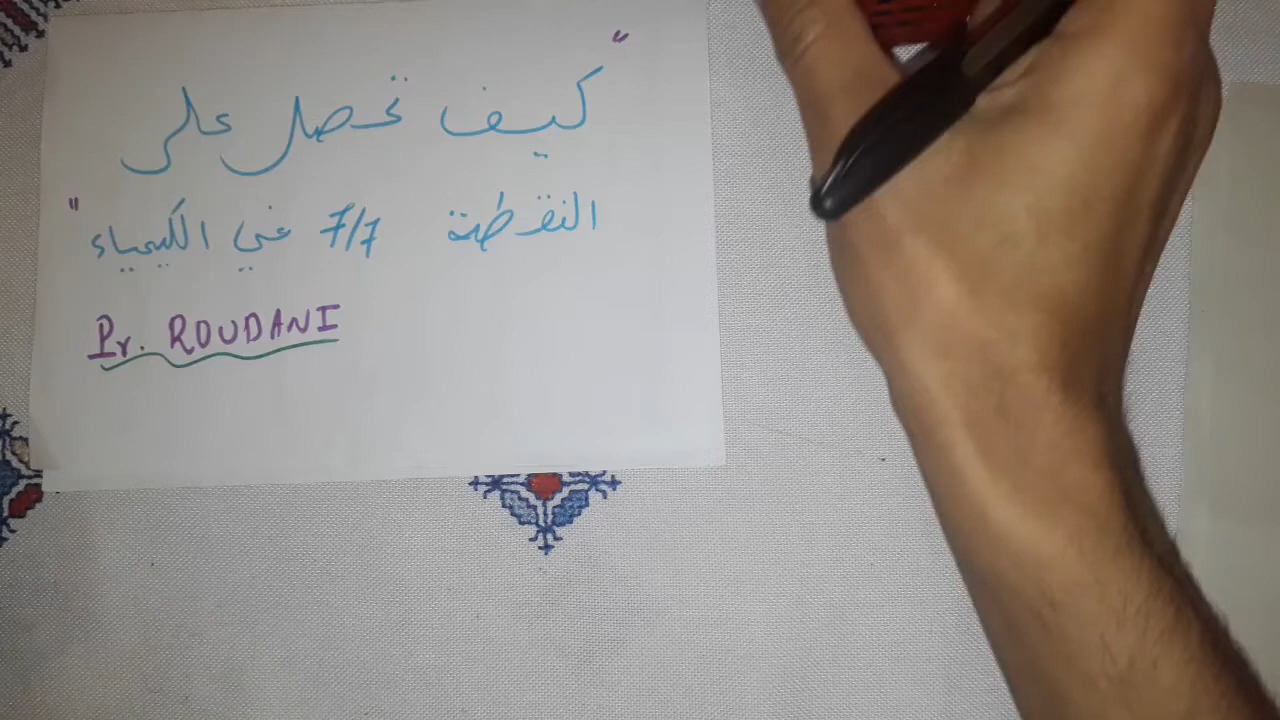 "كيف تحصل على
النقطة 7/7 في الكيمياء"
Pr. ROUDANI